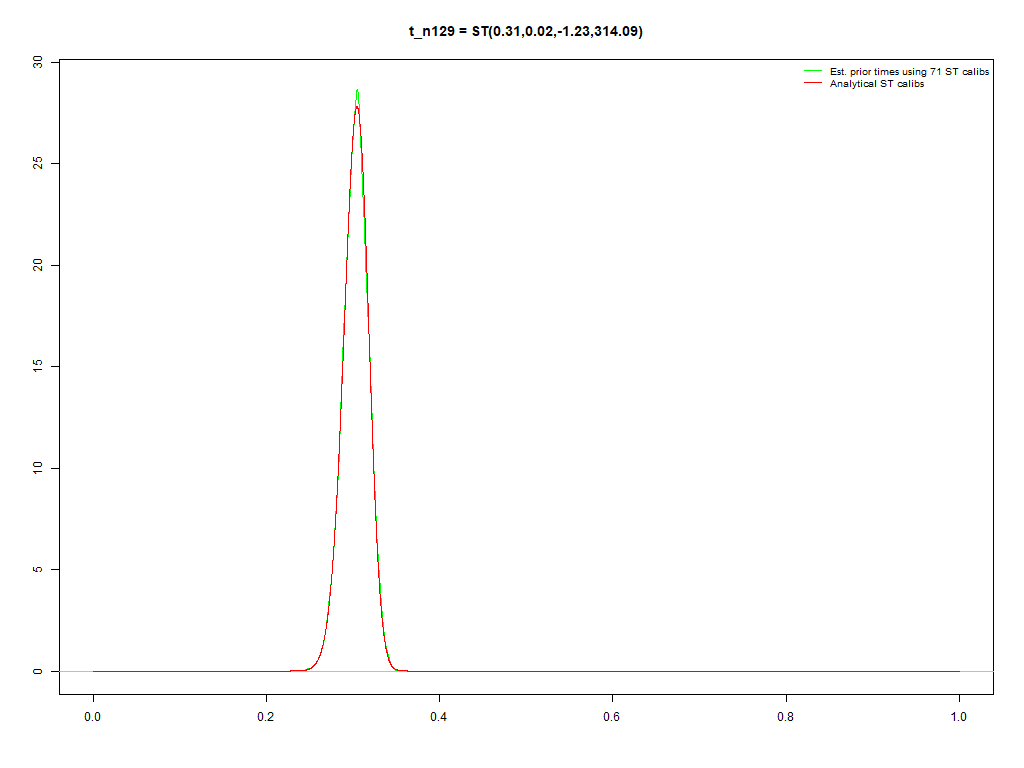 t_n129 = ST(0.31,0.02,-1.23,314.09)
Est. prior times using 71 ST calibs
Analytical ST calibs
30
25
20
15
10
5
0
0.0 0.2 0.4 0.6 0.8 1.0